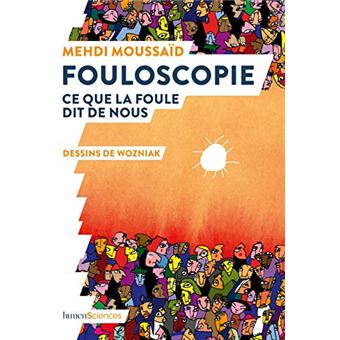 MEHDI MOUSSAÏD
FOULOSCOPIE
CE QUE LA FOULE
DIT DE NOUS
DESSINS DE WOZNIAK
humenSciences